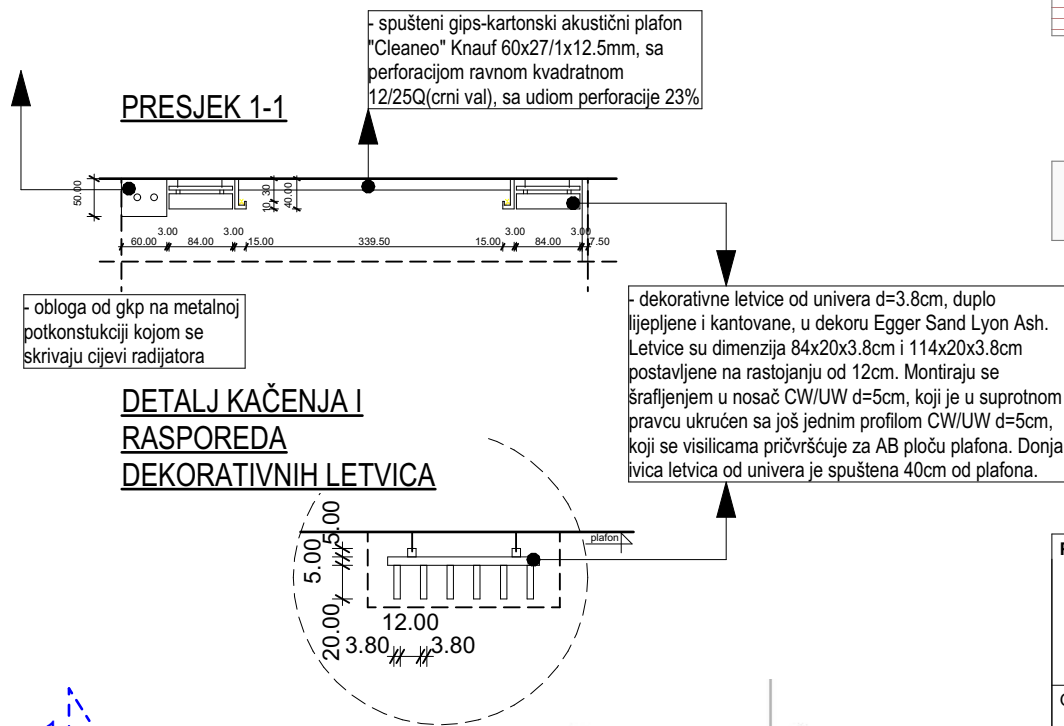 - spušteni gips-kartonski akustični plafon
"Cleaneo" Knauf 60x27/1x12.5mm, sa
perforacijom ravnom kvadratnom
12/25Q(crni val), sa udiom perforacije 23%
PRESJEK 1-1
50.00
10 30
40.00
60.00
3.00
84.00
3.00
15.00
339.50
15.00
3.00
84.00
3.00
7.50
- obloga od gkp na metalnoj
potkonstukciji kojom se
skrivaju cijevi radijatora
- dekorativne letvice od univera d=3.8cm, duplo
lijepljene i kantovane, u dekoru Egger Sand Lyon Ash.
Letvice su dimenzija 84x20x3.8cm i 114x20x3.8cm
postavljene na rastojanju od 12cm. Montiraju se
šrafljenjem u nosač CW/UW d=5cm, koji je u suprotnom
pravcu ukrućen sa još jednim profilom CW/UW d=5cm,
koji se visilicama pričvršćuje za AB ploču plafona. Donja
ivica letvica od univera je spuštena 40cm od plafona.
DETALJ KAČENJA I
RASPOREDA
DEKORATIVNIH LETVICA
plafon
5.00
5.00
20.00
12.00
3.80
3.80